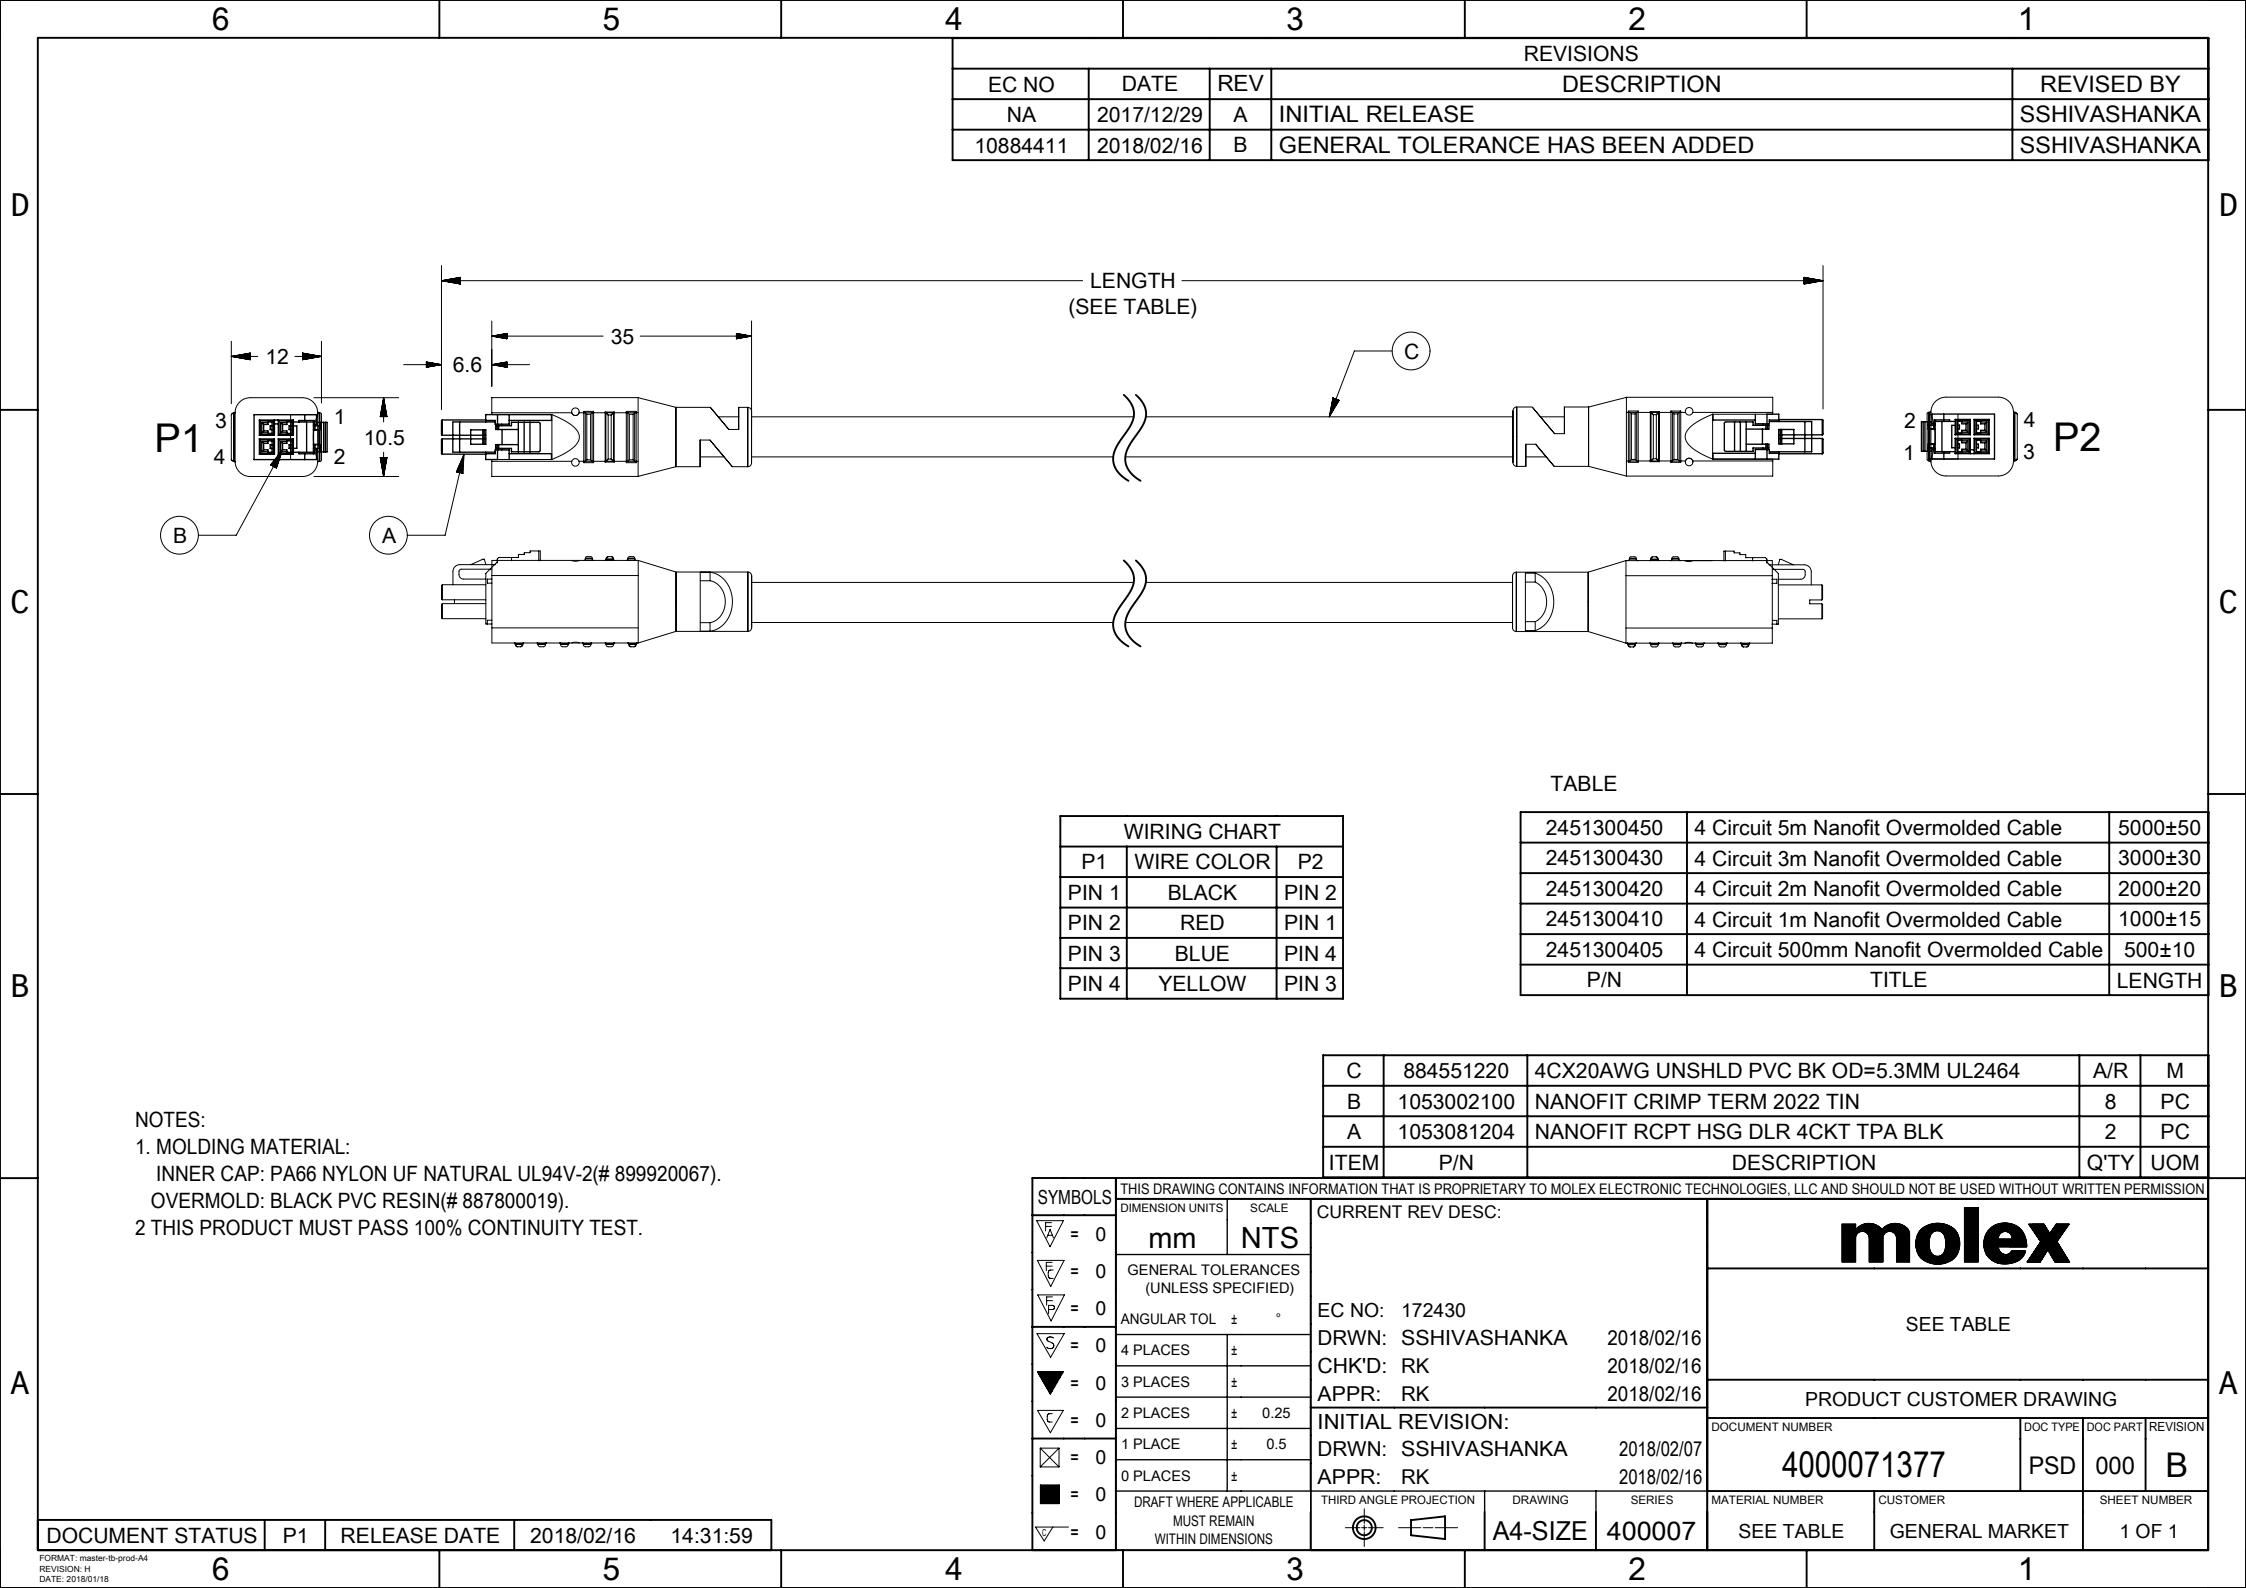 6 5 4 3 2 1
REVISIONS
EC NO DATE REV DESCRIPTION REVISED BY
NA 2017/12/29 A INITIAL RELEASE SSHIVASHANKA
10884411 2018/02/16 B GENERAL TOLERANCE HAS BEEN ADDED SSHIVASHANKA
D D
LENGTH
(SEE TABLE)
35
12
6.6
C
P1
3 1
4 2
10.5
2 4
1 3
P2
B
A
C C
TABLE
WIRING CHART
P1 WIRE COLOR P2
PIN 1 BLACK PIN 2
PIN 2 RED PIN 1
PIN 3 BLUE PIN 4
PIN 4 YELLOW PIN 3
2451300450 4 Circuit 5m Nanofit Overmolded Cable 5000±50
2451300430 4 Circuit 3m Nanofit Overmolded Cable 3000±30
2451300420 4 Circuit 2m Nanofit Overmolded Cable 2000±20
2451300410 4 Circuit 1m Nanofit Overmolded Cable 1000±15
2451300405 4 Circuit 500mm Nanofit Overmolded Cable 500±10
P/N TITLE LENGTH
B B
C 884551220 4CX20AWG UNSHLD PVC BK OD=5.3MM UL2464 A/R M
B 1053002100 NANOFIT CRIMP TERM 2022 TIN 8 PC
A 1053081204 NANOFIT RCPT HSG DLR 4CKT TPA BLK 2 PC
ITEM P/N DESCRIPTION Q'TY UOM
NOTES:
1. MOLDING MATERIAL:
INNER CAP: PA66 NYLON UF NATURAL UL94V-2(# 899920067).
OVERMOLD: BLACK PVC RESIN(# 887800019).
2 THIS PRODUCT MUST PASS 100% CONTINUITY TEST.
SYMBOLS
F A = 0
F C = 0
F P = 0
S = 0
= 0
C = 0
= 0
= 0
C = 0
THIS DRAWING CONTAINS INFORMATION THAT IS PROPRIETARY TO MOLEX ELECTRONIC TECHNOLOGIES, LLC AND SHOULD NOT BE USED WITHOUT WRITTEN PERMISSION
DIMENSION UNITS SCALE
mm NTS
GENERAL TOLERANCES
(UNLESS SPECIFIED)
ANGULAR TOL ± °
4 PLACES ±
3 PLACES ±
2 PLACES ± 0.25
1 PLACE ± 0.5
0 PLACES ±
DRAFT WHERE APPLICABLE
MUST REMAIN
WITHIN DIMENSIONS
CURRENT REV DESC:
EC NO: 172430
DRWN: SSHIVASHANKA 2018/02/16
CHK'D: RK 2018/02/16
APPR: RK 2018/02/16
INITIAL REVISION:
DRWN: SSHIVASHANKA 2018/02/07
APPR: RK 2018/02/16
THIRD ANGLE PROJECTION
DRAWING
A4-SIZE
SERIES
400007
molex
SEE TABLE
PRODUCT CUSTOMER DRAWING
DOCUMENT NUMBER DOC TYPE DOC PART REVISION
4000071377 PSD 000 B
MATERIAL NUMBER CUSTOMER SHEET NUMBER
SEE TABLE GENERAL MARKET 1 OF 1
A A
DOCUMENT STATUS P1 RELEASE DATE 2018/02/16 14:31:59
FORMAT: master-tb-prod-A4
REVISION: H
DATE: 2018/01/18
6 5 4 3 2 1